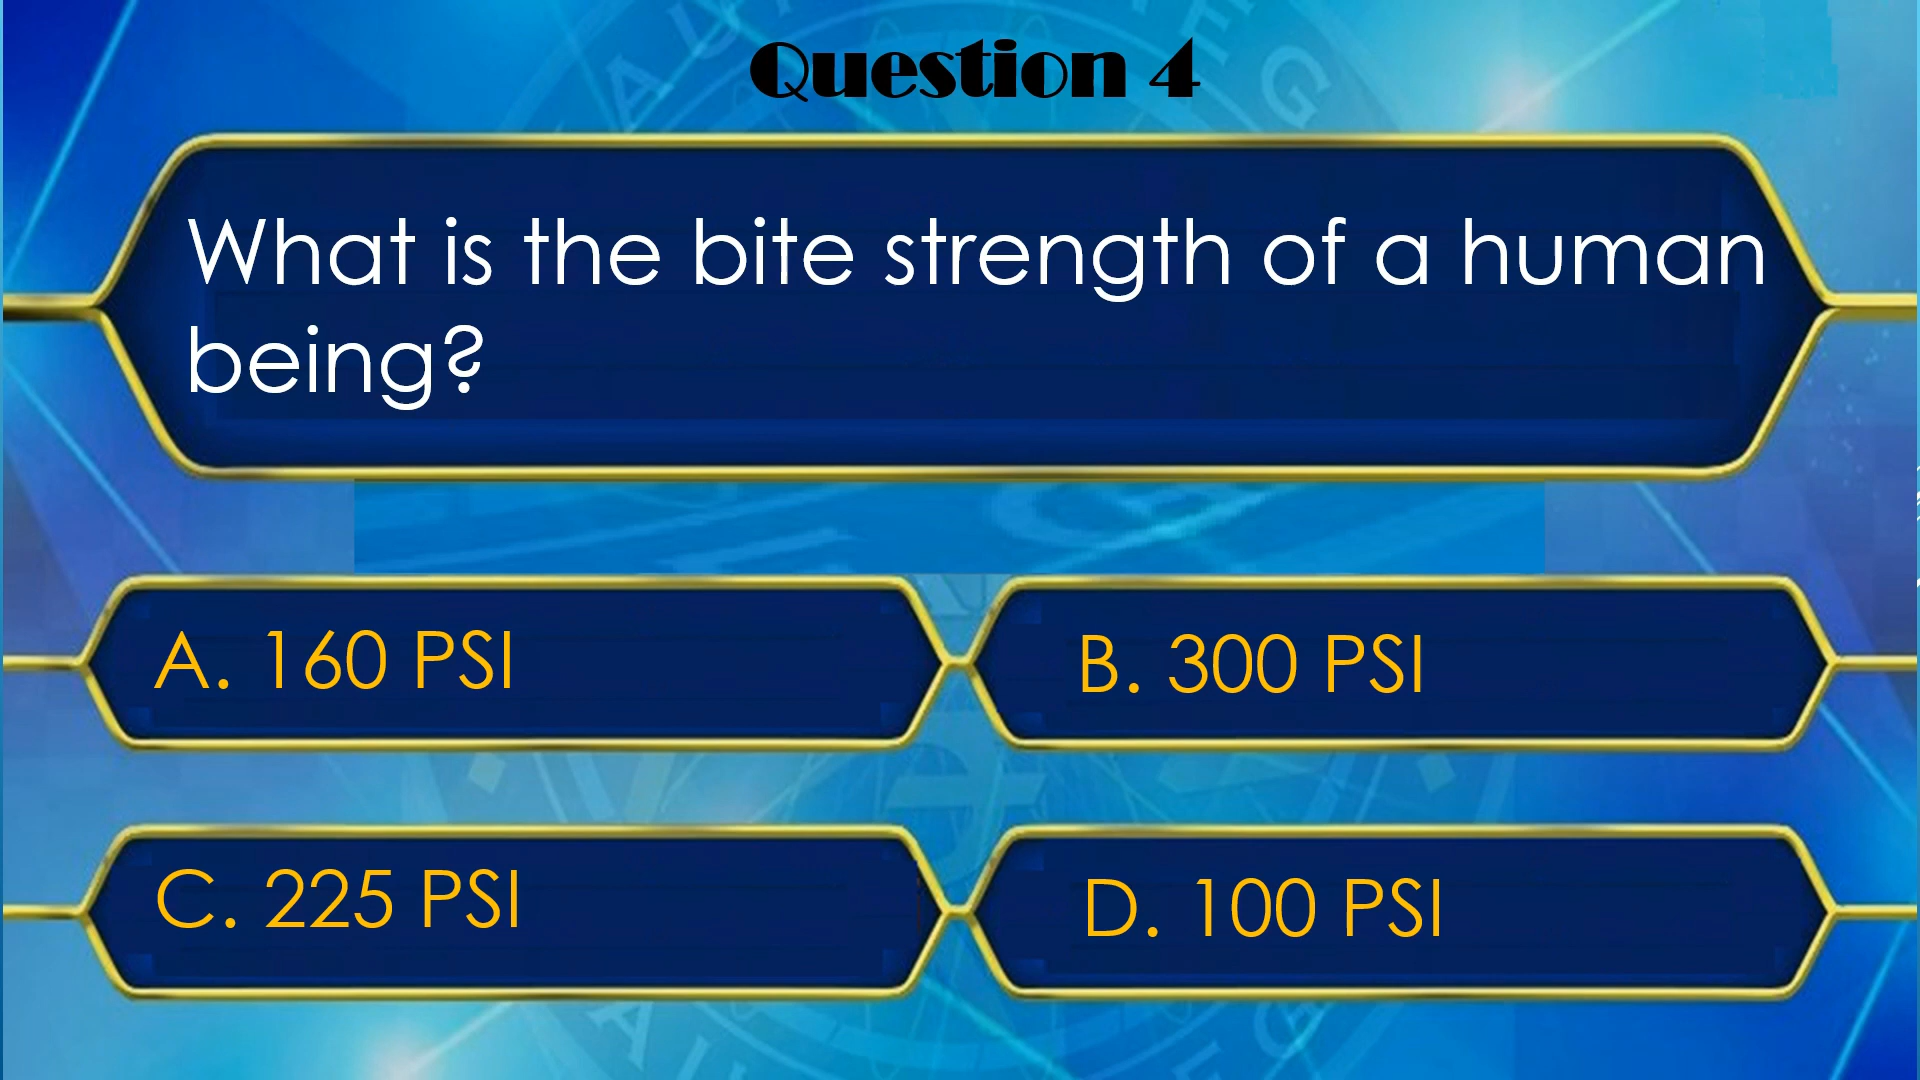 Question 4
What is the bite strength of a human
being?
A. 160 PSI
B. 300 PSI
C. 225 PSI
D. 100 PSI